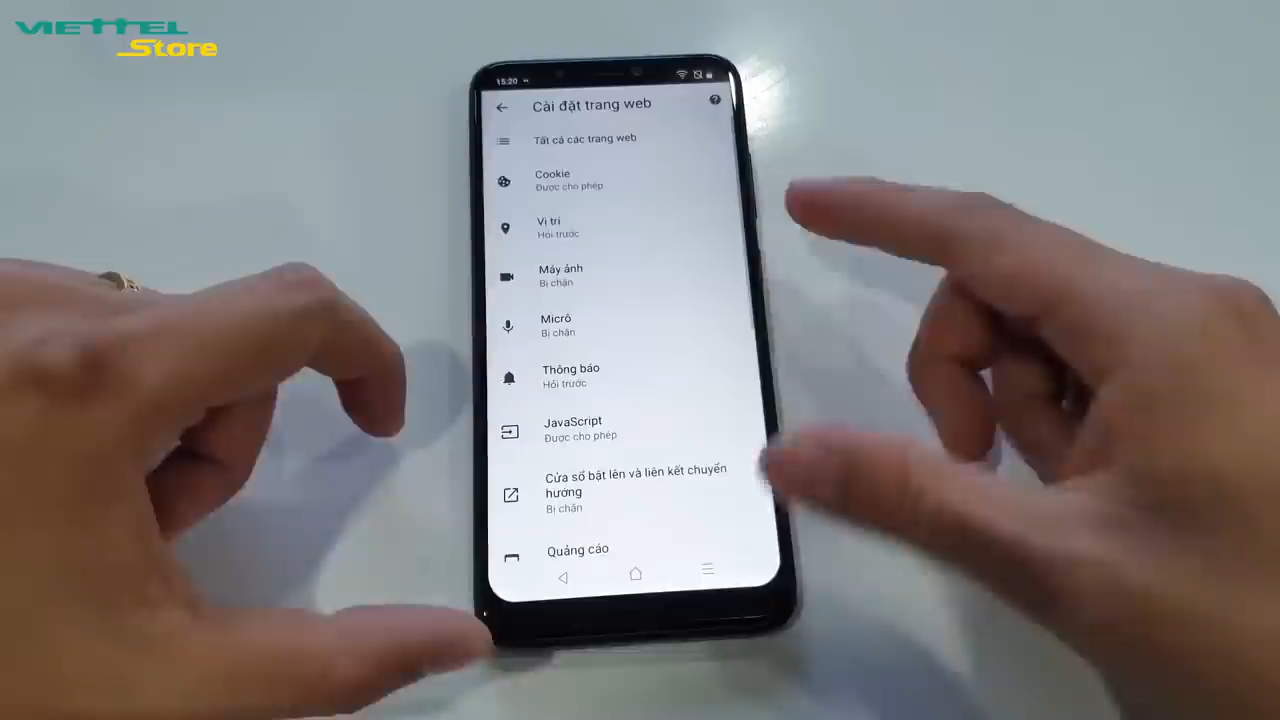 VIETTEL
Store
15:20
Cài đặt trang web
Tất cả các trang web
Cookie
Được cho phép
Vị trí
Hỏi trước
Máy ảnh
Bị chặn
Micrô
Bị chặn
Thông báo
Hỏi trước
JavaScript
Được cho phép
Cửa sổ bật lên và liên kết chuyển
hướng
Bị chặn
Quảng cáo